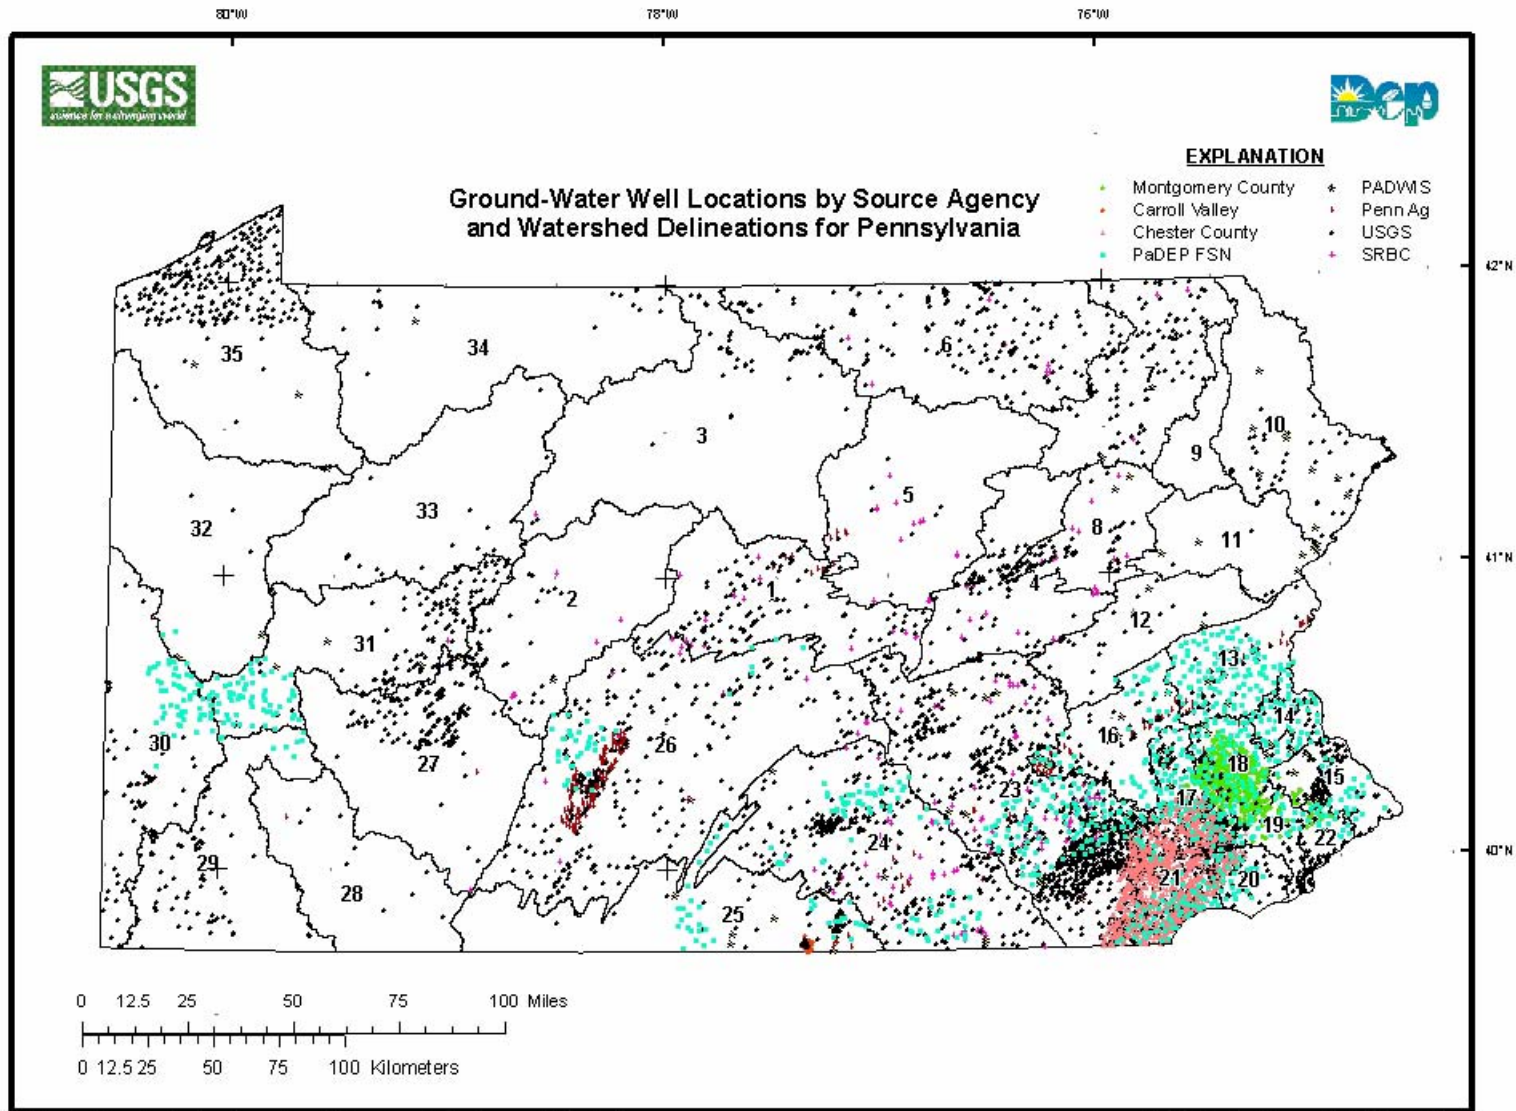 80°W 78°W 76°W
USGS
science for a changing world
Dep
EXPLANATION
Ground-Water Well Locations by Source Agency
and Watershed Delineations for Pennsylvania
Montgomery County
Carroll Valley
Chester County
PaDEP FSN
PADWIS
Penn Ag
USGS
SRBC
42°N
41°N
40°N
35
34
6
7
3
10
9
5
33
32
8
11
2
1
4
12
31
13
14
30
26
16
27
18
15
23
17
19
22
24
29
28
21
20
25
0 12.5 25 50 75 100 Miles
0 12.5 25 50 75 100 Kilometers